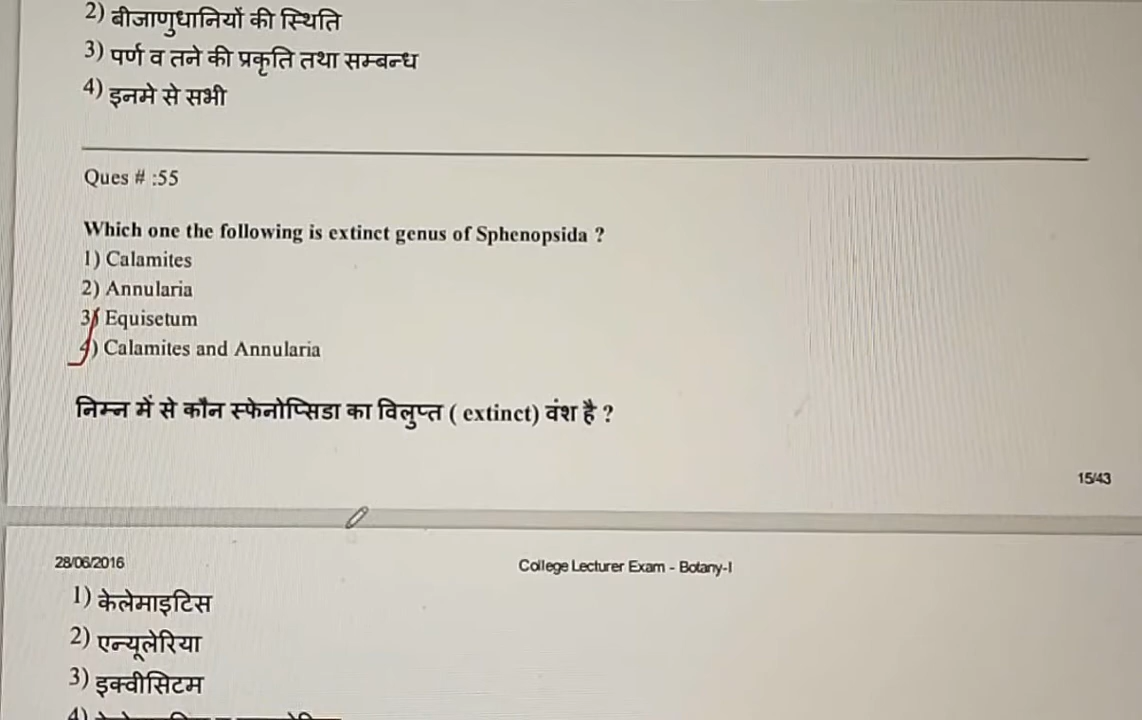 2) बीजाणुधानियों की स्थिति
3) पर्ण व तने की प्रकृति तथा सम्बन्ध
4) इनमे से सभी
Ques # :55
Which one the following is extinct genus of Sphenopsida ?
1) Calamites
2) Annularia
3) Equisetum
4) Calamites and Annularia
निम्न में से कौन स्फेनोप्सिडा का विलुप्त ( extinct) वंश है ?
15/43
28/06/2016
College Lecturer Exam - Botany-I
1) केलेमाइटिस
2) एन्यूलेरिया
3) इक्वीसिटम
4)